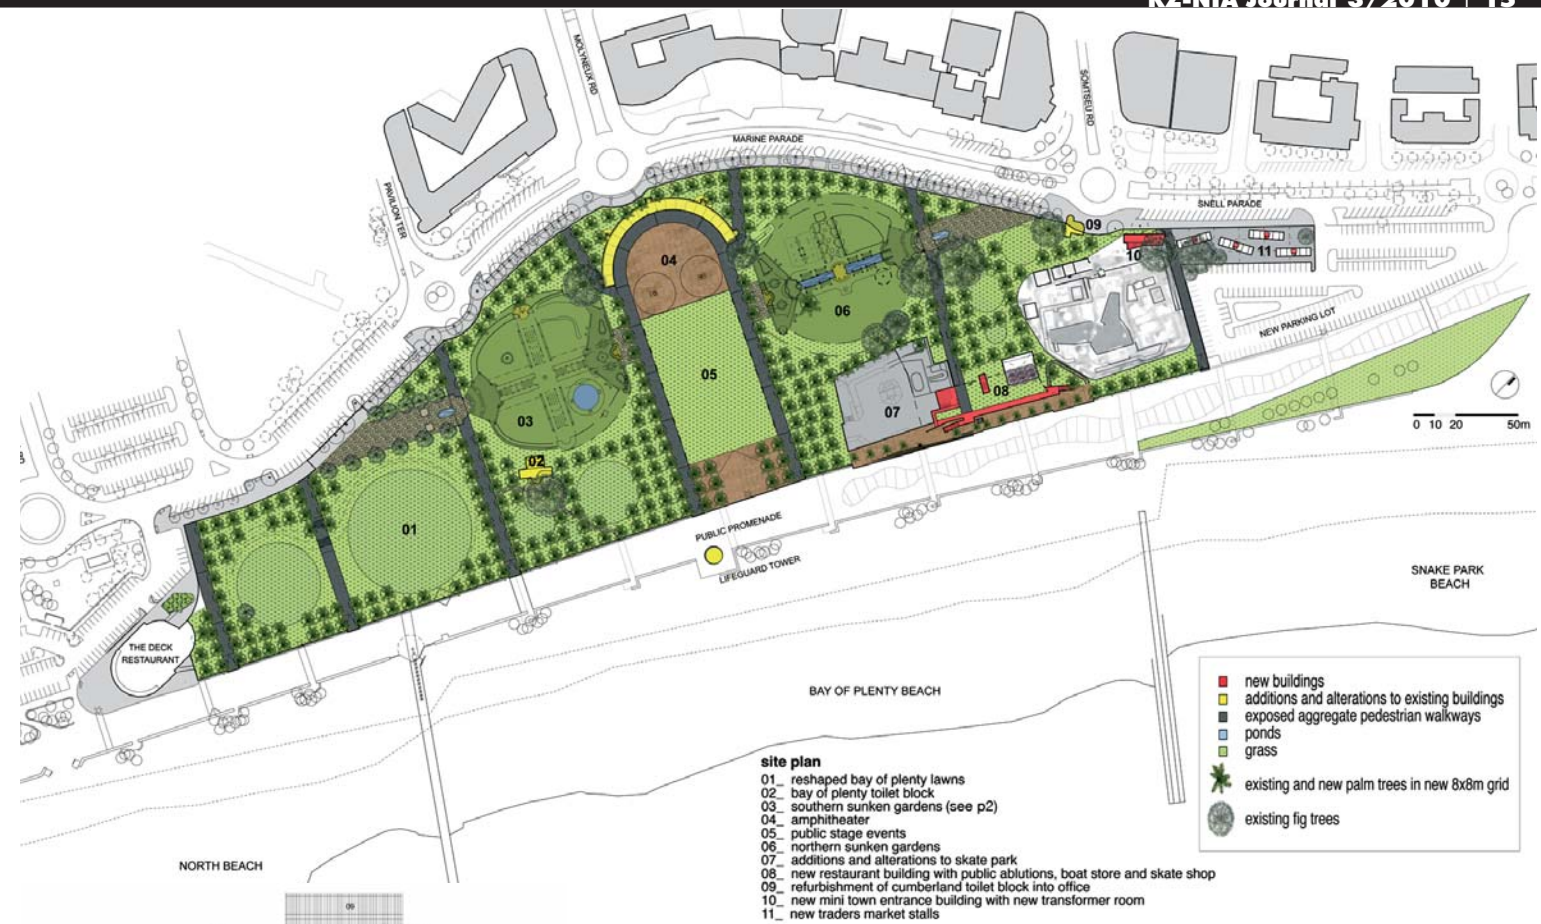 KZ-NIA Journal 3/2010 | 13
MOLYNEUX RD
SOMTSEU RD
MARINE PARADE
PAVILION TER
SNELL PARADE
09
10
11
04
06
NEW PARKING LOT
05
03
07
08
02
01
0 10 20 50m
PUBLIC PROMENADE
LIFEGUARD TOWER
SNAKE PARK
BEACH
THE DECK
RESTAURANT
BAY OF PLENTY BEACH
NORTH BEACH
new buildings
additions and alterations to existing buildings
exposed aggregate pedestrian walkways
ponds
grass
existing and new palm trees in new 8x8m grid
existing fig trees
site plan
01_ reshaped bay of plenty lawns
02_ bay of plenty toilet block
03_ southern sunken gardens (see p2)
04_ amphitheater
05_ public stage events
06_ northern sunken gardens
07_ additions and alterations to skate park
08_ new restaurant building with public ablutions, boat store and skate shop
09_ refurbishment of cumberland toilet block into office
10_ new mini town entrance building with new transformer room
11_ new traders market stalls
09